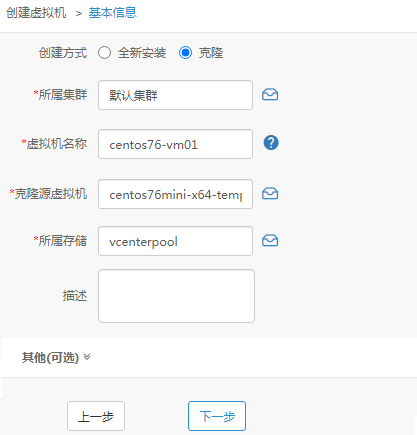 创建虚拟机 > 基本信息
创建方式 全新安装 克隆
*所属集群 默认集群
*虚拟机名称 centos76-vm01 ?
*克隆源虚拟机 centos76mini-x64-temp
*所属存储 vcenterpool
描述
其他(可选)
上一步 下一步